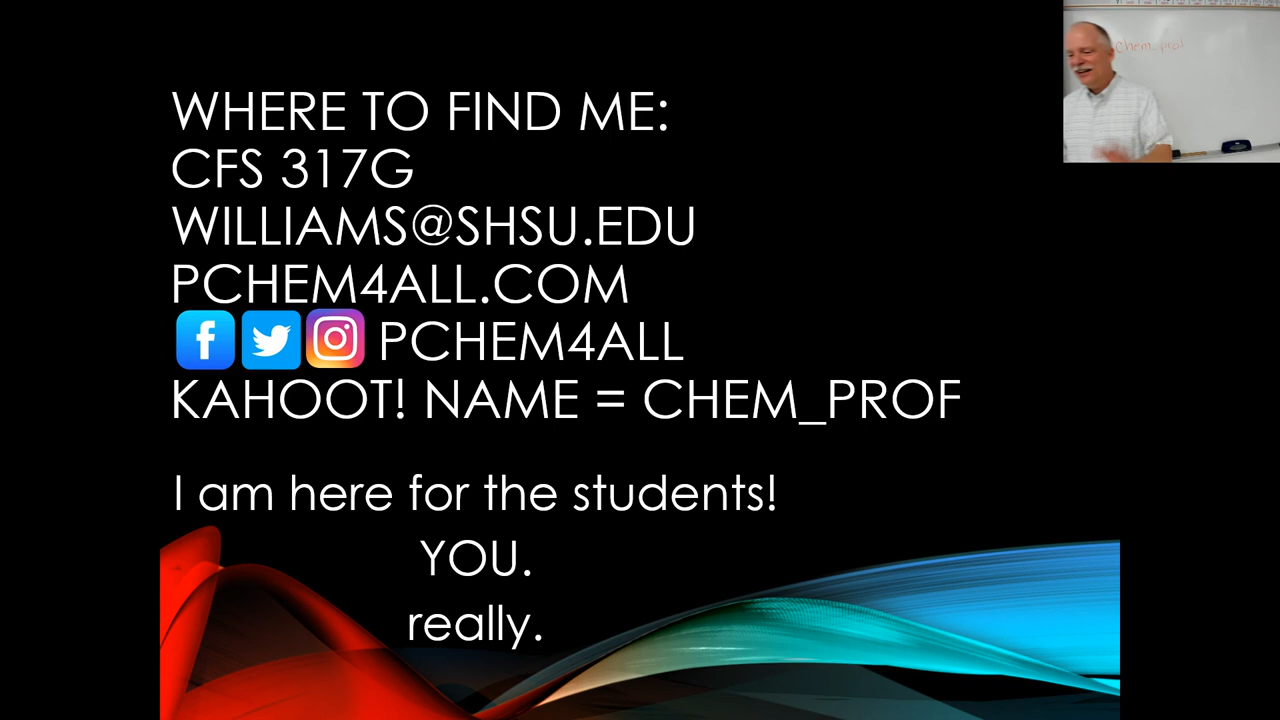 WHERE TO FIND ME:
CFS 317G
WILLIAMS@SHSU.EDU
PCHEM4ALL.COM
PCHEM4ALL
KAHOOT! NAME = CHEM_PROF
I am here for the students!
YOU.
really.
Chem_prof